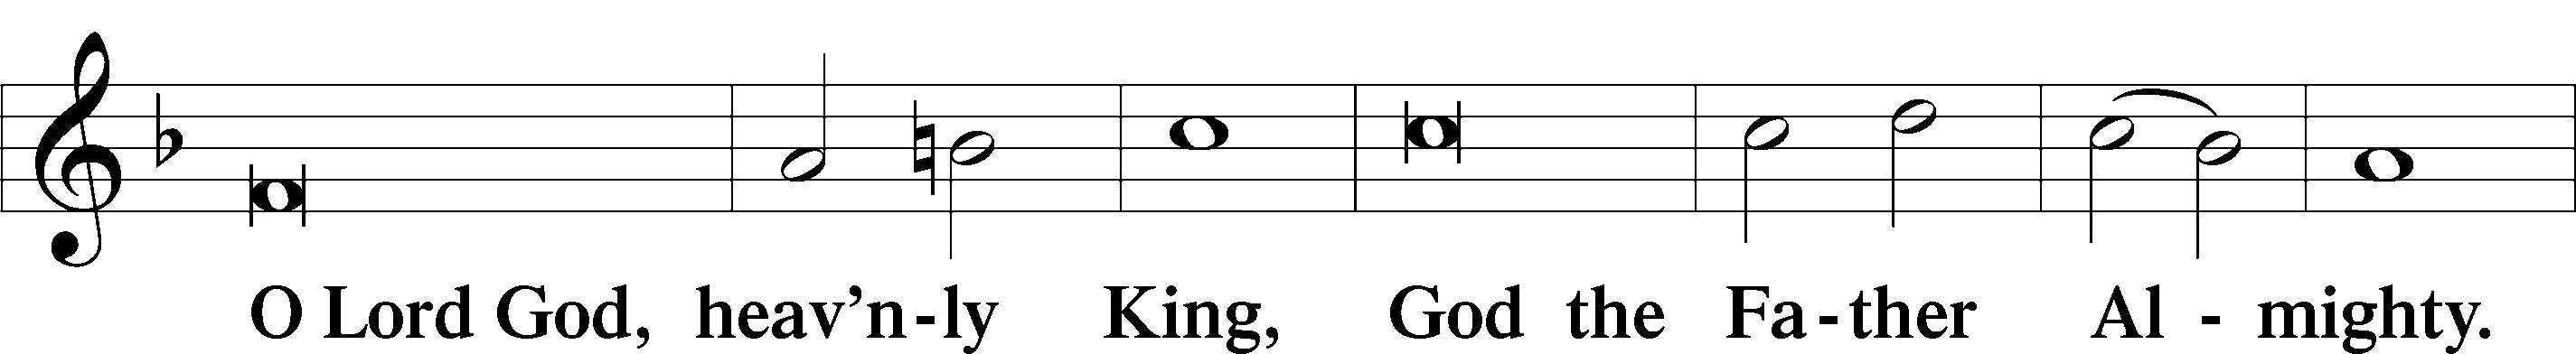 O Lord God, heav’n-ly King, God the Fa-ther Al - mighty.